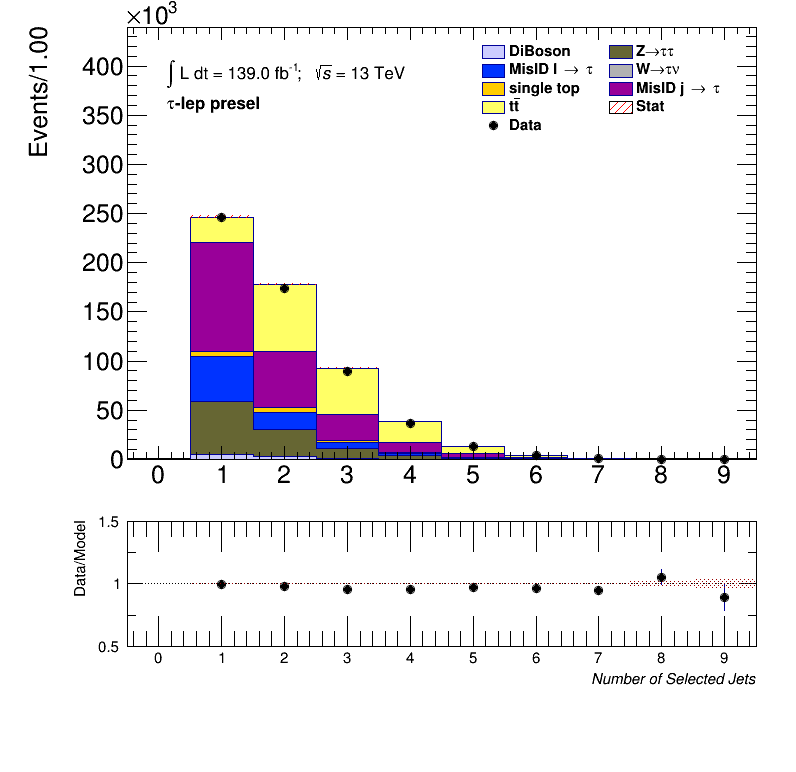 ×10³
Events/1.00
400
350
300
250
200
150
100
50
0
∫ L dt = 139.0 fb⁻¹; √s = 13 TeV
τ-lep presel
DiBoson
Z→ττ
MisID l → τ
W→τν
single top
MisID j → τ
tt̄
Stat
Data
0 1 2 3 4 5 6 7 8 9
Data/Model
1.5
1
0.5
0 1 2 3 4 5 6 7 8 9
Number of Selected Jets